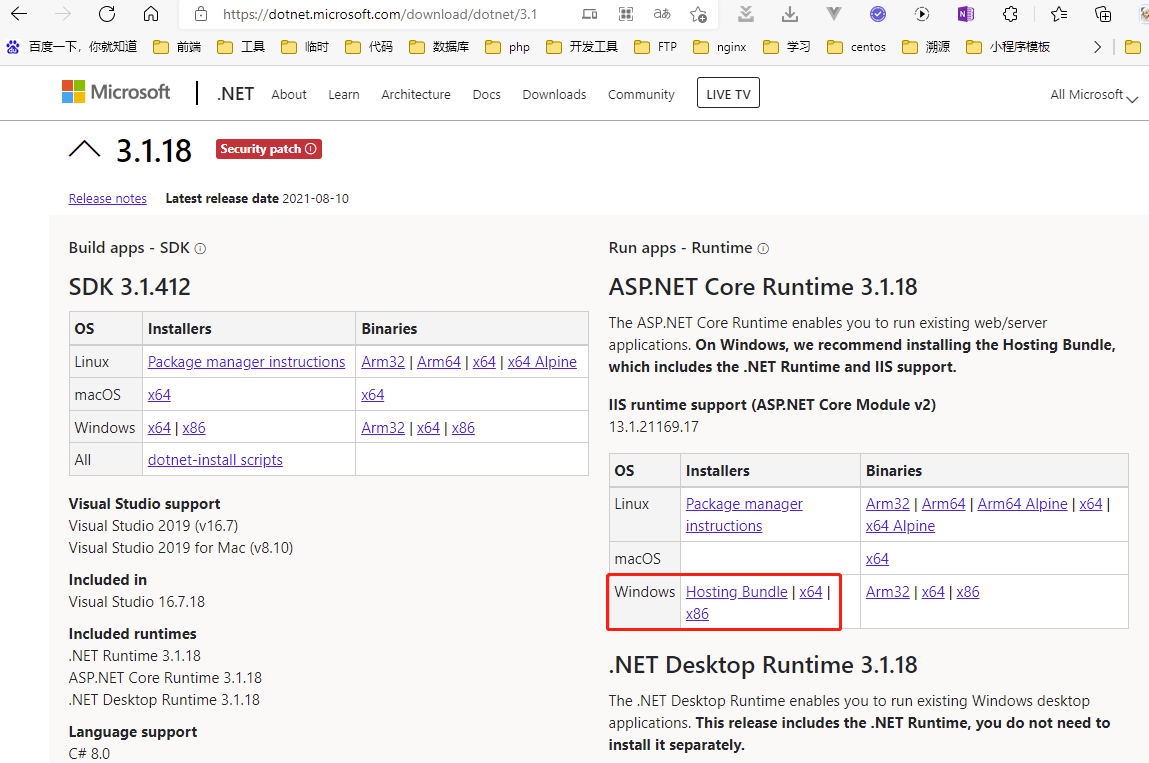 https://dotnet.microsoft.com/download/dotnet/3.1
百度一下，你就知道 前端 工具 临时 代码 数据库 php 开发工具 FTP nginx 学习 centos 溯源 小程序模板
Microsoft .NET About Learn Architecture Docs Downloads Community LIVE TV All Microsoft
3.1.18 Security patch
Release notes Latest release date 2021-08-10
Build apps - SDK
SDK 3.1.412
OS Installers Binaries
Linux Package manager instructions Arm32 | Arm64 | x64 | x64 Alpine
macOS x64 x64
Windows x64 | x86 Arm32 | x64 | x86
All dotnet-install scripts
Visual Studio support
Visual Studio 2019 (v16.7)
Visual Studio 2019 for Mac (v8.10)
Included in
Visual Studio 16.7.18
Included runtimes
.NET Runtime 3.1.18
ASP.NET Core Runtime 3.1.18
.NET Desktop Runtime 3.1.18
Language support
C# 8.0
Run apps - Runtime
ASP.NET Core Runtime 3.1.18
The ASP.NET Core Runtime enables you to run existing web/server
applications. On Windows, we recommend installing the Hosting Bundle,
which includes the .NET Runtime and IIS support.
IIS runtime support (ASP.NET Core Module v2)
13.1.21169.17
OS Installers Binaries
Linux Package manager Arm32 | Arm64 | Arm64 Alpine | x64 |
instructions x64 Alpine
macOS x64
Windows Hosting Bundle | x64 | Arm32 | x64 | x86
x86
.NET Desktop Runtime 3.1.18
The .NET Desktop Runtime enables you to run existing Windows desktop
applications. This release includes the .NET Runtime, you do not need to
install it separately.